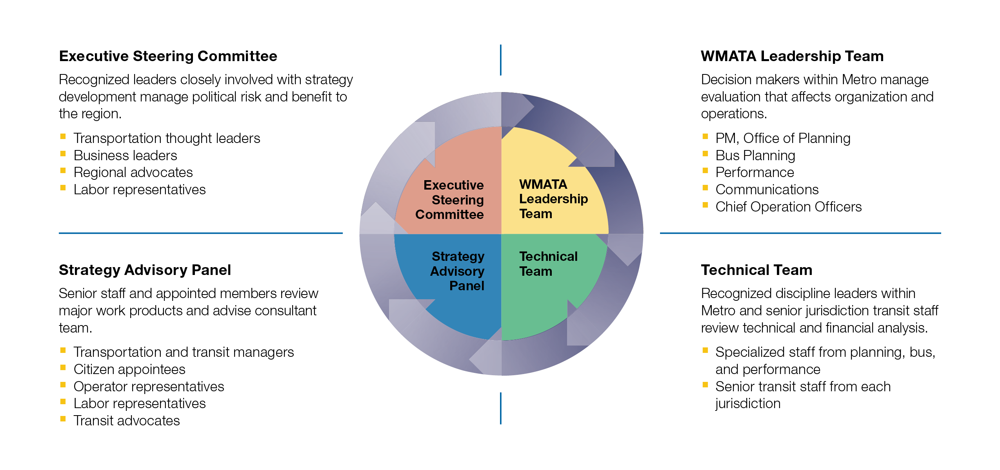 Executive Steering Committee
Recognized leaders closely involved with strategy
development manage political risk and benefit to
the region.
Transportation thought leaders
Business leaders
Regional advocates
Labor representatives
WMATA Leadership Team
Decision makers within Metro manage
evaluation that affects organization and
operations.
PM, Office of Planning
Bus Planning
Performance
Communications
Chief Operation Officers
Executive
Steering
Committee
WMATA
Leadership
Team
Strategy
Advisory
Panel
Technical
Team
Strategy Advisory Panel
Senior staff and appointed members review
major work products and advise consultant
team.
Transportation and transit managers
Citizen appointees
Operator representatives
Labor representatives
Transit advocates
Technical Team
Recognized discipline leaders within
Metro and senior jurisdiction transit staff
review technical and financial analysis.
Specialized staff from planning, bus,
and performance
Senior transit staff from each
jurisdiction